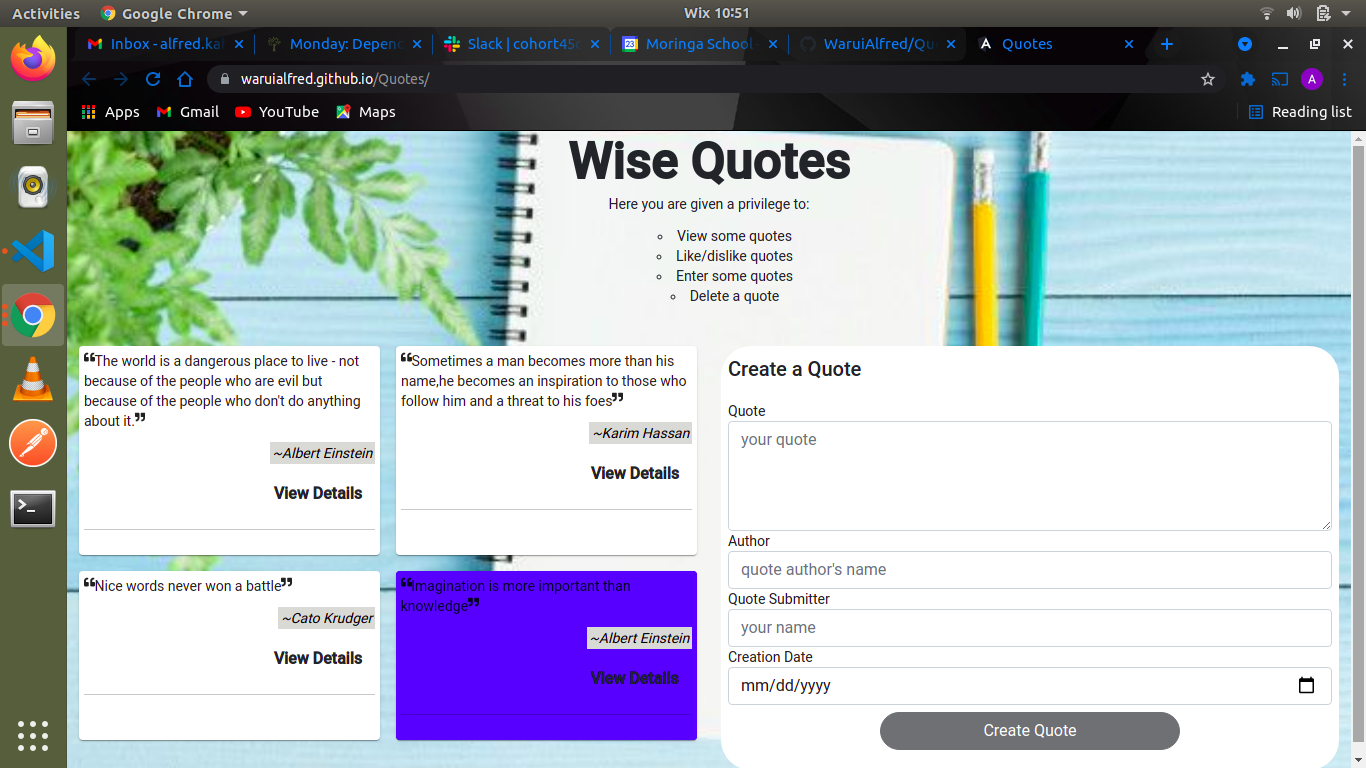 Activities
Google Chrome
Wix 10:51
Inbox - alfred.kal
Monday: Depend
Slack | cohort45
Moringa School
WaruiAlfred/Qu
Quotes
waruialfred.github.io/Quotes/
A
Apps
Gmail
YouTube
Maps
Reading list
Wise Quotes
Here you are given a privilege to:
View some quotes
Like/dislike quotes
Enter some quotes
Delete a quote
❝The world is a dangerous place to live - not
because of the people who are evil but
because of the people who don't do anything
about it.❞
~Albert Einstein
View Details
❝Sometimes a man becomes more than his
name,he becomes an inspiration to those who
follow him and a threat to his foes❞
~Karim Hassan
View Details
❝Nice words never won a battle❞
~Cato Krudger
View Details
❝Imagination is more important than
knowledge❞
~Albert Einstein
View Details
Create a Quote
Quote
your quote
Author
quote author's name
Quote Submitter
your name
Creation Date
mm/dd/yyyy
Create Quote